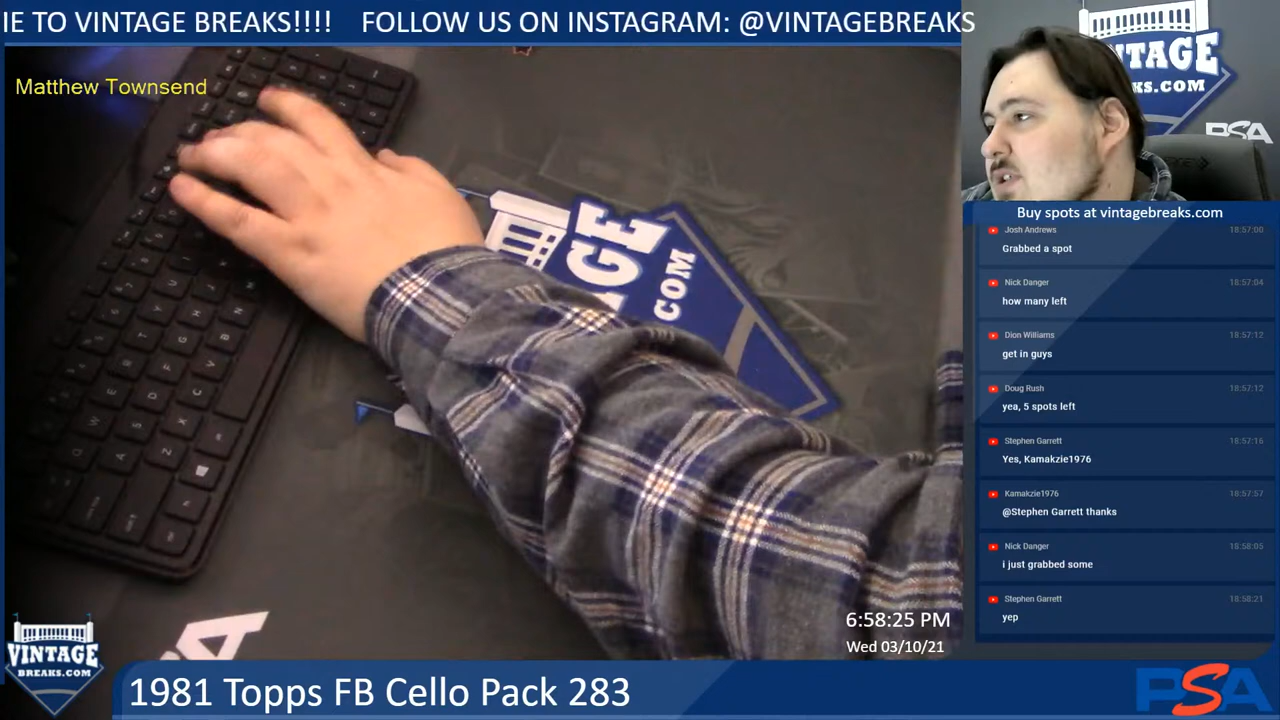 IE TO VINTAGE BREAKS!!!! FOLLOW US ON INSTAGRAM: @VINTAGEBREAKS
Matthew Townsend
VINTAGE
BREAKS.COM
PSA
Buy spots at vintagebreaks.com
Josh Andrews 18:57:00
Grabbed a spot
Nick Danger 18:57:04
how many left
Dion Williams 18:57:12
get in guys
Doug Rush 18:57:12
yea, 5 spots left
Stephen Garrett 18:57:16
Yes, Kamakzie1976
Kamakzie1976 18:57:57
@Stephen Garrett thanks
Nick Danger 18:58:05
i just grabbed some
Stephen Garrett 18:58:21
yep
6:58:25 PM
Wed 03/10/21
VINTAGE
BREAKS.COM
1981 Topps FB Cello Pack 283
PSA